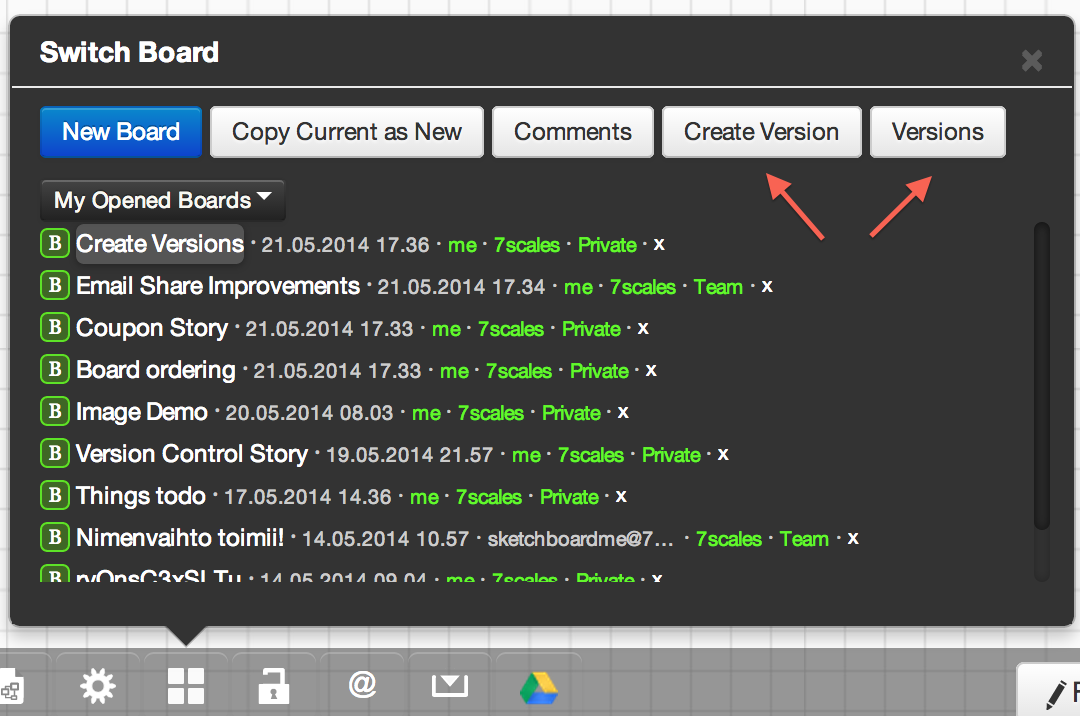 Switch Board
New Board Copy Current as New Comments Create Version Versions
My Opened Boards
B Create Versions · 21.05.2014 17.36 · me · 7scales · Private · x
B Email Share Improvements · 21.05.2014 17.34 · me · 7scales · Team · x
B Coupon Story · 21.05.2014 17.33 · me · 7scales · Private · x
B Board ordering · 21.05.2014 17.33 · me · 7scales · Private · x
B Image Demo · 20.05.2014 08.03 · me · 7scales · Private · x
B Version Control Story · 19.05.2014 21.57 · me · 7scales · Private · x
B Things todo · 17.05.2014 14.36 · me · 7scales · Private · x
B Nimenvaihto toimii! · 14.05.2014 10.57 · sketchboardme@7... · 7scales · Team · x
B · 14.05.2014 09.04 · me · 7scales · Private · x
@